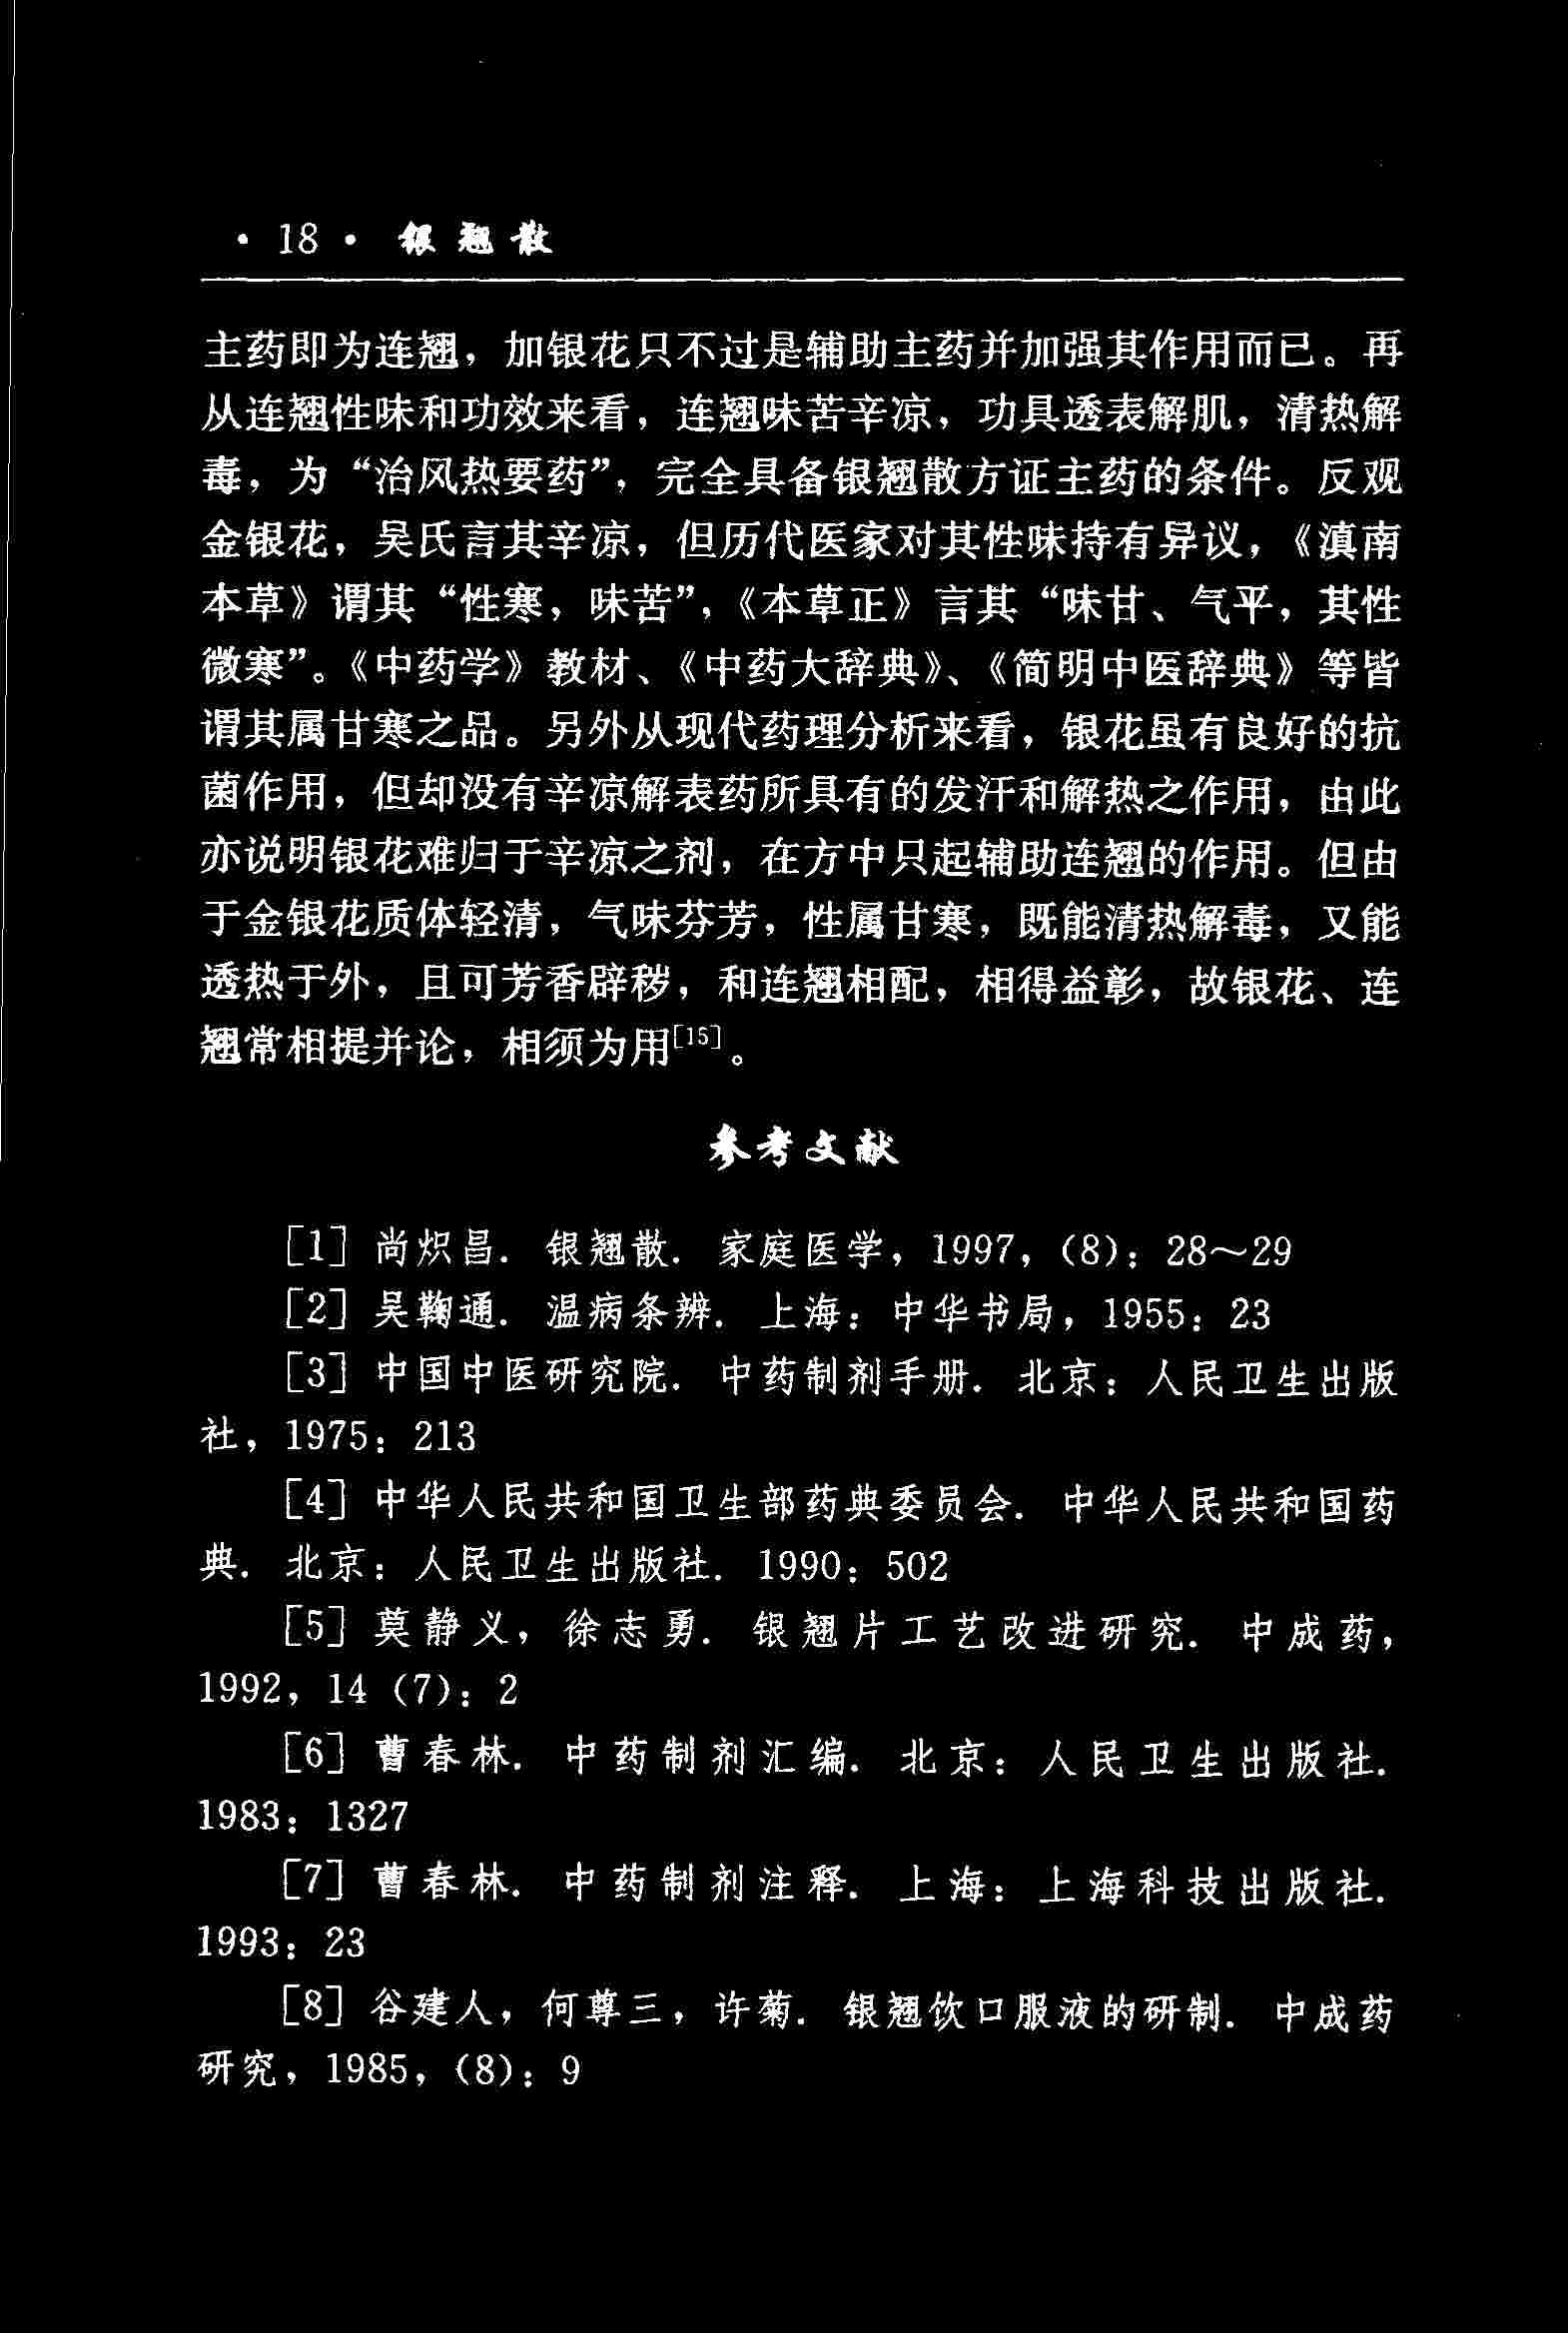 · 18 · 银翘散
主药即为连翘，加银花只不过是辅助主药并加强其作用而已。再
从连翘性味和功效来看，连翘味苦辛凉，功具透表解肌，清热解
毒，为“治风热要药”，完全具备银翘散方证主药的条件。反观
金银花，吴氏言其辛凉，但历代医家对其性味持有异议，《滇南
本草》谓其“性寒，味苦”，《本草正》言其“味甘、气平，其性
微寒”。《中药学》教材、《中药大辞典》、《简明中医辞典》等皆
谓其属甘寒之品。另外从现代药理分析来看，银花虽有良好的抗
菌作用，但却没有辛凉解表药所具有的发汗和解热之作用，由此
亦说明银花难归于辛凉之剂，在方中只起辅助连翘的作用。但由
于金银花质体轻清，气味芬芳，性属甘寒，既能清热解毒，又能
透热于外，且可芳香辟秽，和连翘相配，相得益彰，故银花、连
翘常相提并论，相须为用[15]。
参考文献
[1] 尚炽昌. 银翘散. 家庭医学，1997，(8)：28～29
[2] 吴鞠通. 温病条辨. 上海：中华书局，1955：23
[3] 中国中医研究院. 中药制剂手册. 北京：人民卫生出版
社，1975：213
[4] 中华人民共和国卫生部药典委员会. 中华人民共和国药
典. 北京：人民卫生出版社. 1990：502
[5] 莫静义，徐志勇. 银翘片工艺改进研究. 中成药，
1992，14 (7)：2
[6] 曹春林. 中药制剂汇编. 北京：人民卫生出版社.
1983：1327
[7] 曹春林. 中药制剂注释. 上海：上海科技出版社.
1993：23
[8] 谷建人，何尊三，许菊. 银翘饮口服液的研制. 中成药
研究，1985，(8)：9